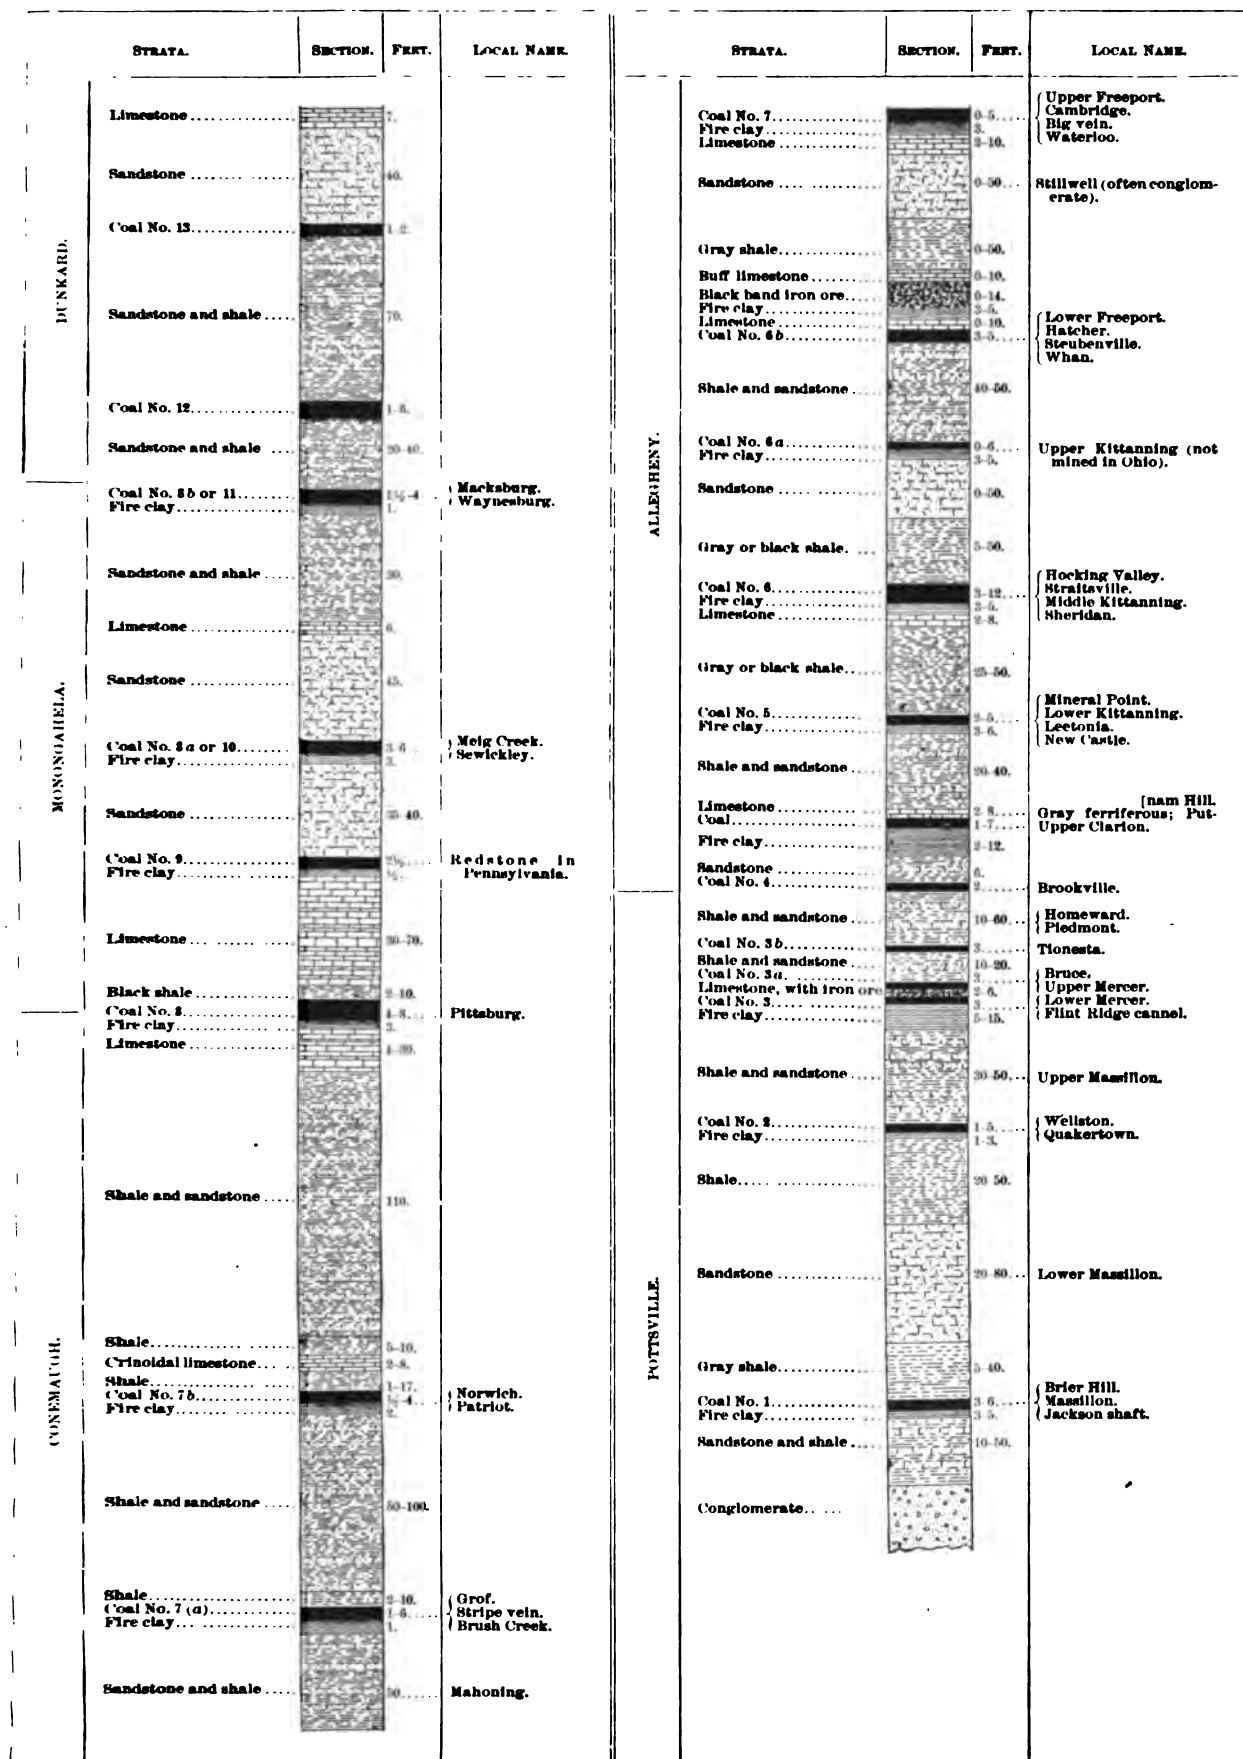 STRATA. SECTION. FEET. LOCAL NAME.
DUNKARD.
Limestone 7.
Sandstone 40.
Coal No. 13 1-2.
Sandstone and shale 70.
Coal No. 12 1-5.
Sandstone and shale 20-40.
MONONGAHELA.
Coal No. 8b or 11 1½-4 Macksburg.
Fire clay 1. Waynesburg.
Sandstone and shale
Limestone 6.
Sandstone 45.
Coal No. 8a or 10 3-6 Meig Creek.
Fire clay Sewickley.
Sandstone 35-40.
Coal No. 9 Redstone in
Fire clay Pennsylvania.
Limestone
Black shale 2-10.
CONEMAUGH.
Coal No. 8 4-8 Pittsburg.
Fire clay 3.
Limestone
Shale and sandstone 110.
Shale 5-10.
Crinoidal limestone 2-8.
Shale 1-17.
Coal No. 7b Norwich.
Fire clay 2. Patriot.
Shale and sandstone 50-100.
Shale 2-10. Grof.
Coal No. 7 (a) 1-6 Stripe vein.
Fire clay 1. Brush Creek.
Sandstone and shale 50 Mahoning.
STRATA. SECTION. FEET. LOCAL NAME.
ALLEGHENY.
Upper Freeport.
Coal No. 7 0-5 Cambridge.
Fire clay 3. Big vein.
Limestone 2-10. Waterloo.
Sandstone 0-50 Stillwell (often conglom-
erate).
Gray shale 0-50.
Buff limestone 0-10.
Black band iron ore 0-14.
Fire clay 3-5. Lower Freeport.
Limestone 0-10. Hatcher.
Coal No. 6b 3-5 Steubenville.
Whan.
Shale and sandstone 40-50.
Coal No. 6a 0-6 Upper Kittanning (not
Fire clay 3-5. mined in Ohio).
Sandstone 0-50.
Gray or black shale. 5-50.
Hocking Valley.
Coal No. 6 3-12 Straitsville.
Fire clay 2-5. Middle Kittanning.
Limestone 2-8. Sheridan.
Gray or black shale 25-50.
Mineral Point.
Coal No. 5 2-5 Lower Kittanning.
Fire clay 3-6. Leetonia.
New Castle.
Shale and sandstone 20-40.
[nam Hill.
Limestone 2-8 Gray ferriferous; Put-
Coal 1-7 Upper Clarion.
Fire clay 2-12.
Sandstone 6.
Coal No. 4 2 Brookville.
POTTSVILLE.
Shale and sandstone 10-60 Homeward.
Piedmont.
Coal No. 3b 3 Tionesta.
Shale and sandstone 10-20.
Coal No. 3a. 3 Bruce.
Limestone, with iron ore 2-6. Upper Mercer.
Coal No. 3 3 Lower Mercer.
Fire clay 5-15. Flint Ridge cannel.
Shale and sandstone Upper Massillon.
Coal No. 2 1-5 Wellston.
Fire clay 1-3. Quakertown.
Shale 20-50.
Sandstone 20-80 Lower Massillon.
Gray shale 5-40.
Brier Hill.
Coal No. 1 3-6 Massillon.
Fire clay 3-5. Jackson shaft.
Sandstone and shale 10-50.
Conglomerate